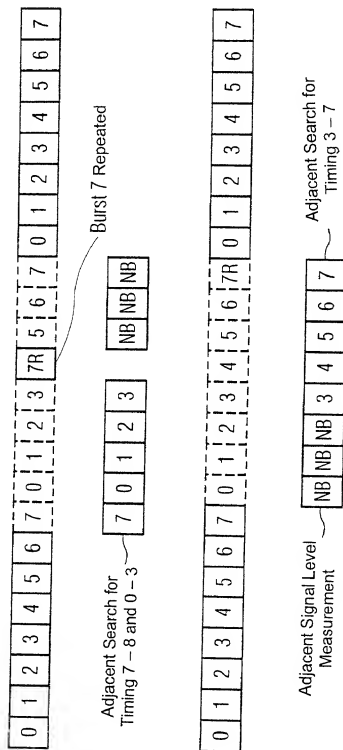 0 1 2 3 4 5 6 7 0 1 2 3 7R 5 6 7 0 1 2 3 4 5 6 7
Burst 7 Repeated
7 0 1 2 3 NB NB NB
Adjacent Search for
Timing 7 – 8 and 0 – 3
0 1 2 3 4 5 6 7 0 1 2 3 4 5 6 7R 0 1 2 3 4 5 6 7
NB NB NB 3 4 5 6 7
Adjacent Signal Level
Measurement
Adjacent Search for
Timing 3 – 7